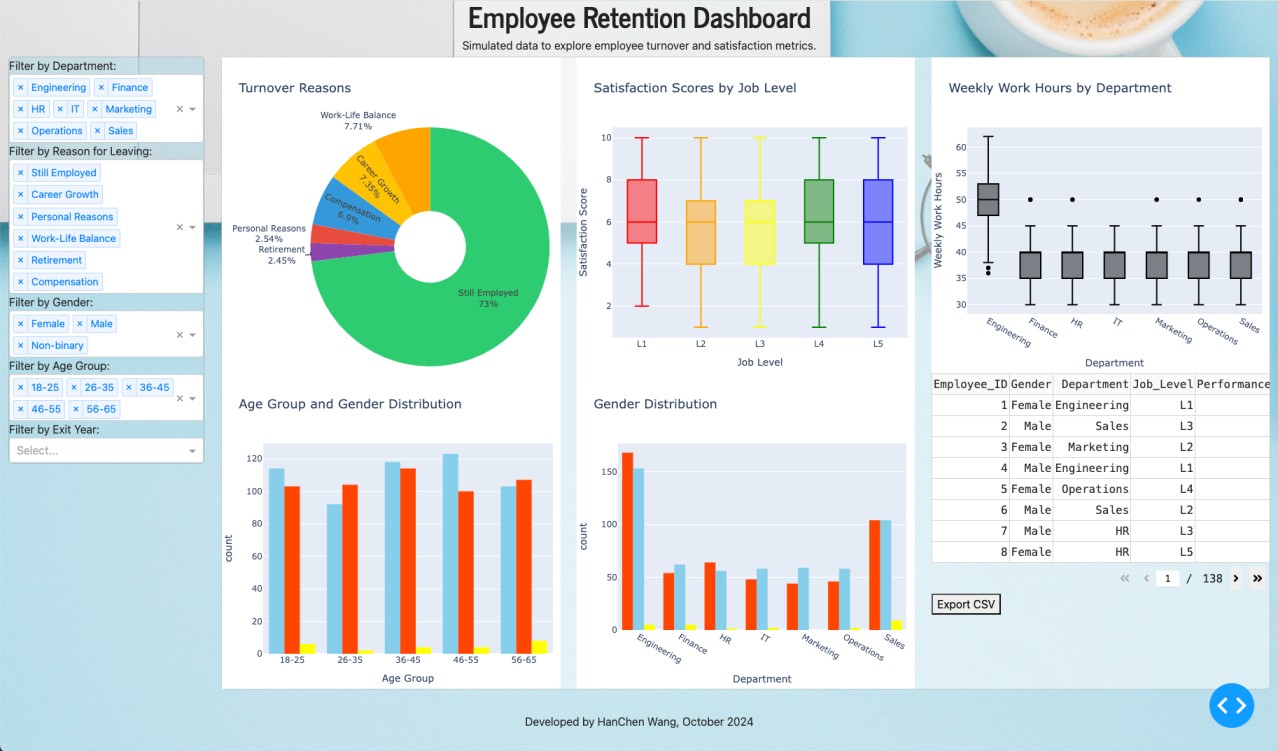 Employee Retention Dashboard
Simulated data to explore employee turnover and satisfaction metrics.
Filter by Department:
× Engineering × Finance
× HR × IT × Marketing
× Operations × Sales
Filter by Reason for Leaving:
× Still Employed
× Career Growth
× Personal Reasons
× Work-Life Balance
× Retirement
× Compensation
Filter by Gender:
× Female × Male
× Non-binary
Filter by Age Group:
× 18-25 × 26-35 × 36-45
× 46-55 × 56-65
Filter by Exit Year:
Select...
Turnover Reasons
Work-Life Balance
7.71%
Career Growth
7.35%
Compensation
6.9%
Personal Reasons
2.54%
Retirement
2.45%
Still Employed
73%
Satisfaction Scores by Job Level
Satisfaction Score
10
8
6
4
2
L1 L2 L3 L4 L5
Job Level
Weekly Work Hours by Department
Weekly Work Hours
60
55
50
45
40
35
30
Engineering Finance HR IT Marketing Operations Sales
Department
Age Group and Gender Distribution
count
120
100
80
60
40
20
0
18-25 26-35 36-45 46-55 56-65
Age Group
Gender Distribution
count
150
100
50
0
Engineering Finance HR IT Marketing Operations Sales
Department
Employee_ID Gender Department Job_Level Performance
1 Female Engineering L1
2 Male Sales L3
3 Female Marketing L2
4 Male Engineering L1
5 Female Operations L4
6 Male Sales L2
7 Male HR L3
8 Female HR L5
« ‹ 1 / 138 › »
Export CSV
Developed by HanChen Wang, October 2024